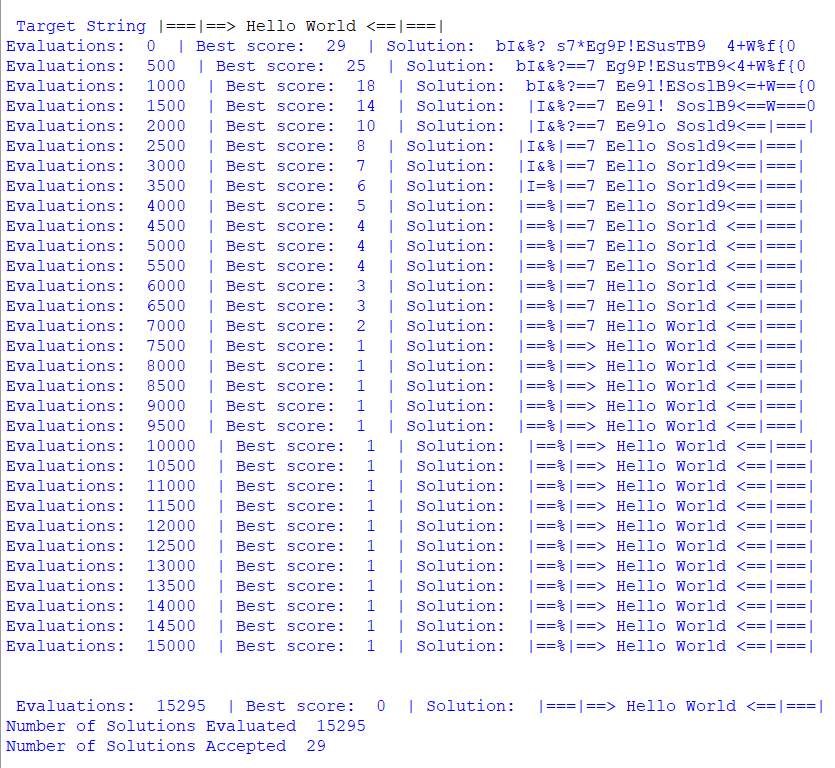 Target String |===|==> Hello World <==|===|
Evaluations:  0  | Best score:  29  | Solution:  bI&%? s7*Eg9P!ESusTB9  4+W%f{0
Evaluations:  500  | Best score:  25  | Solution:  bI&%?==7 Eg9P!ESusTB9<4+W%f{0
Evaluations:  1000  | Best score:  18  | Solution:  bI&%?==7 Ee9l!ESoslB9<=+W=={0
Evaluations:  1500  | Best score:  14  | Solution:  |I&%?==7 Ee9l! SoslB9<==W===0
Evaluations:  2000  | Best score:  10  | Solution:  |I&%?==7 Ee9lo Sosld9<==|===|
Evaluations:  2500  | Best score:  8  | Solution:  |I&%|==7 Eello Sosld9<==|===|
Evaluations:  3000  | Best score:  7  | Solution:  |I&%|==7 Eello Sorld9<==|===|
Evaluations:  3500  | Best score:  6  | Solution:  |I=%|==7 Eello Sorld9<==|===|
Evaluations:  4000  | Best score:  5  | Solution:  |==%|==7 Eello Sorld9<==|===|
Evaluations:  4500  | Best score:  4  | Solution:  |==%|==7 Eello Sorld <==|===|
Evaluations:  5000  | Best score:  4  | Solution:  |==%|==7 Eello Sorld <==|===|
Evaluations:  5500  | Best score:  4  | Solution:  |==%|==7 Eello Sorld <==|===|
Evaluations:  6000  | Best score:  3  | Solution:  |==%|==7 Hello Sorld <==|===|
Evaluations:  6500  | Best score:  3  | Solution:  |==%|==7 Hello Sorld <==|===|
Evaluations:  7000  | Best score:  2  | Solution:  |==%|==7 Hello World <==|===|
Evaluations:  7500  | Best score:  1  | Solution:  |==%|==> Hello World <==|===|
Evaluations:  8000  | Best score:  1  | Solution:  |==%|==> Hello World <==|===|
Evaluations:  8500  | Best score:  1  | Solution:  |==%|==> Hello World <==|===|
Evaluations:  9000  | Best score:  1  | Solution:  |==%|==> Hello World <==|===|
Evaluations:  9500  | Best score:  1  | Solution:  |==%|==> Hello World <==|===|
Evaluations:  10000  | Best score:  1  | Solution:  |==%|==> Hello World <==|===|
Evaluations:  10500  | Best score:  1  | Solution:  |==%|==> Hello World <==|===|
Evaluations:  11000  | Best score:  1  | Solution:  |==%|==> Hello World <==|===|
Evaluations:  11500  | Best score:  1  | Solution:  |==%|==> Hello World <==|===|
Evaluations:  12000  | Best score:  1  | Solution:  |==%|==> Hello World <==|===|
Evaluations:  12500  | Best score:  1  | Solution:  |==%|==> Hello World <==|===|
Evaluations:  13000  | Best score:  1  | Solution:  |==%|==> Hello World <==|===|
Evaluations:  13500  | Best score:  1  | Solution:  |==%|==> Hello World <==|===|
Evaluations:  14000  | Best score:  1  | Solution:  |==%|==> Hello World <==|===|
Evaluations:  14500  | Best score:  1  | Solution:  |==%|==> Hello World <==|===|
Evaluations:  15000  | Best score:  1  | Solution:  |==%|==> Hello World <==|===|
Evaluations:  15295  | Best score:  0  | Solution:  |===|==> Hello World <==|===|
Number of Solutions Evaluated  15295
Number of Solutions Accepted  29